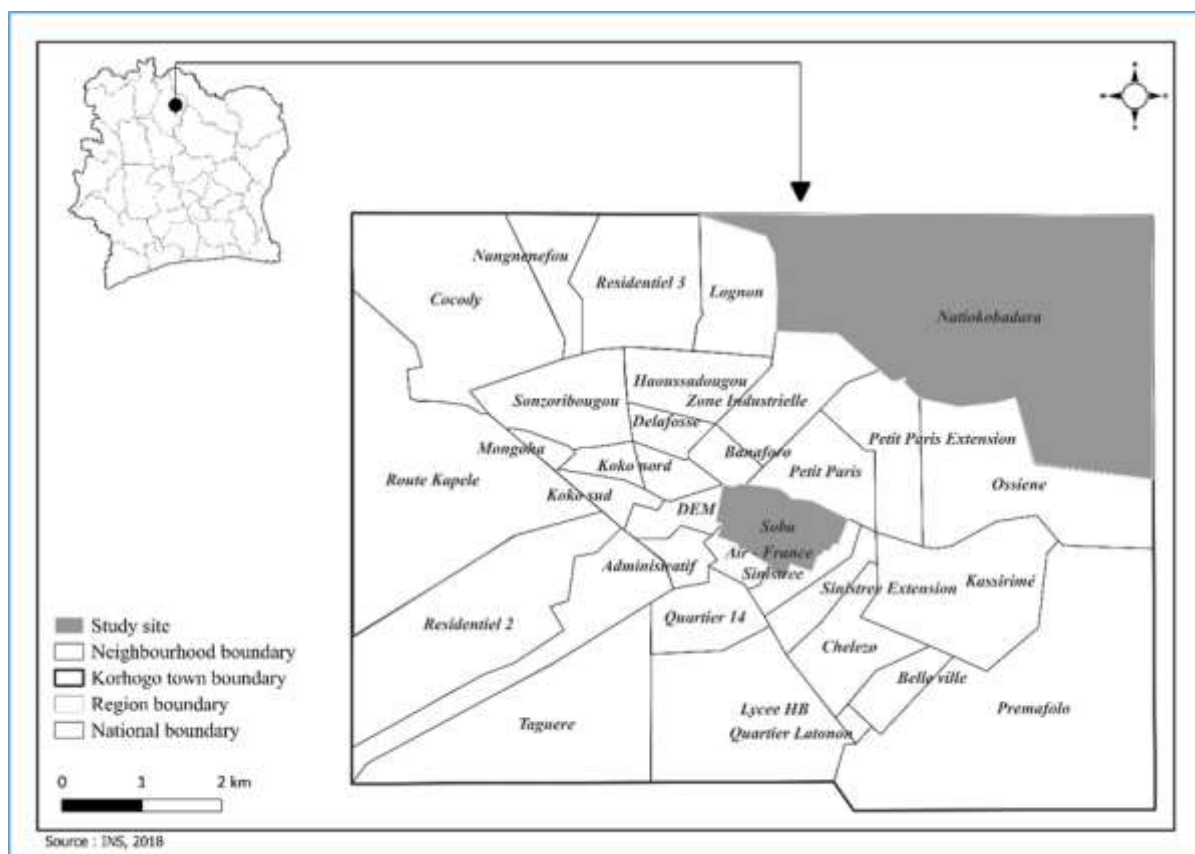 Nangnenefou
Cocody
Residentiel 3
Lognon
Natiokobadara
Haoussadougou
Sonzoribougou
Zone Industrielle
Delafosse
Petit Paris Extension
Mongoha
Koko nord
Banaforo
Petit Paris
Route Kapele
Koko sud
Ossiene
DEM
Soba
Air - France
Administratif
Sinistree
Sinistree Extension
Kassirimé
Residentiel 2
Quartier 14
Chelezo
Belle ville
Lycee HB
Premafolo
Taguere
Quartier Latonon
Study site
Neighbourhood boundary
Korhogo town boundary
Region boundary
National boundary
0 1 2 km
Source : INS, 2018